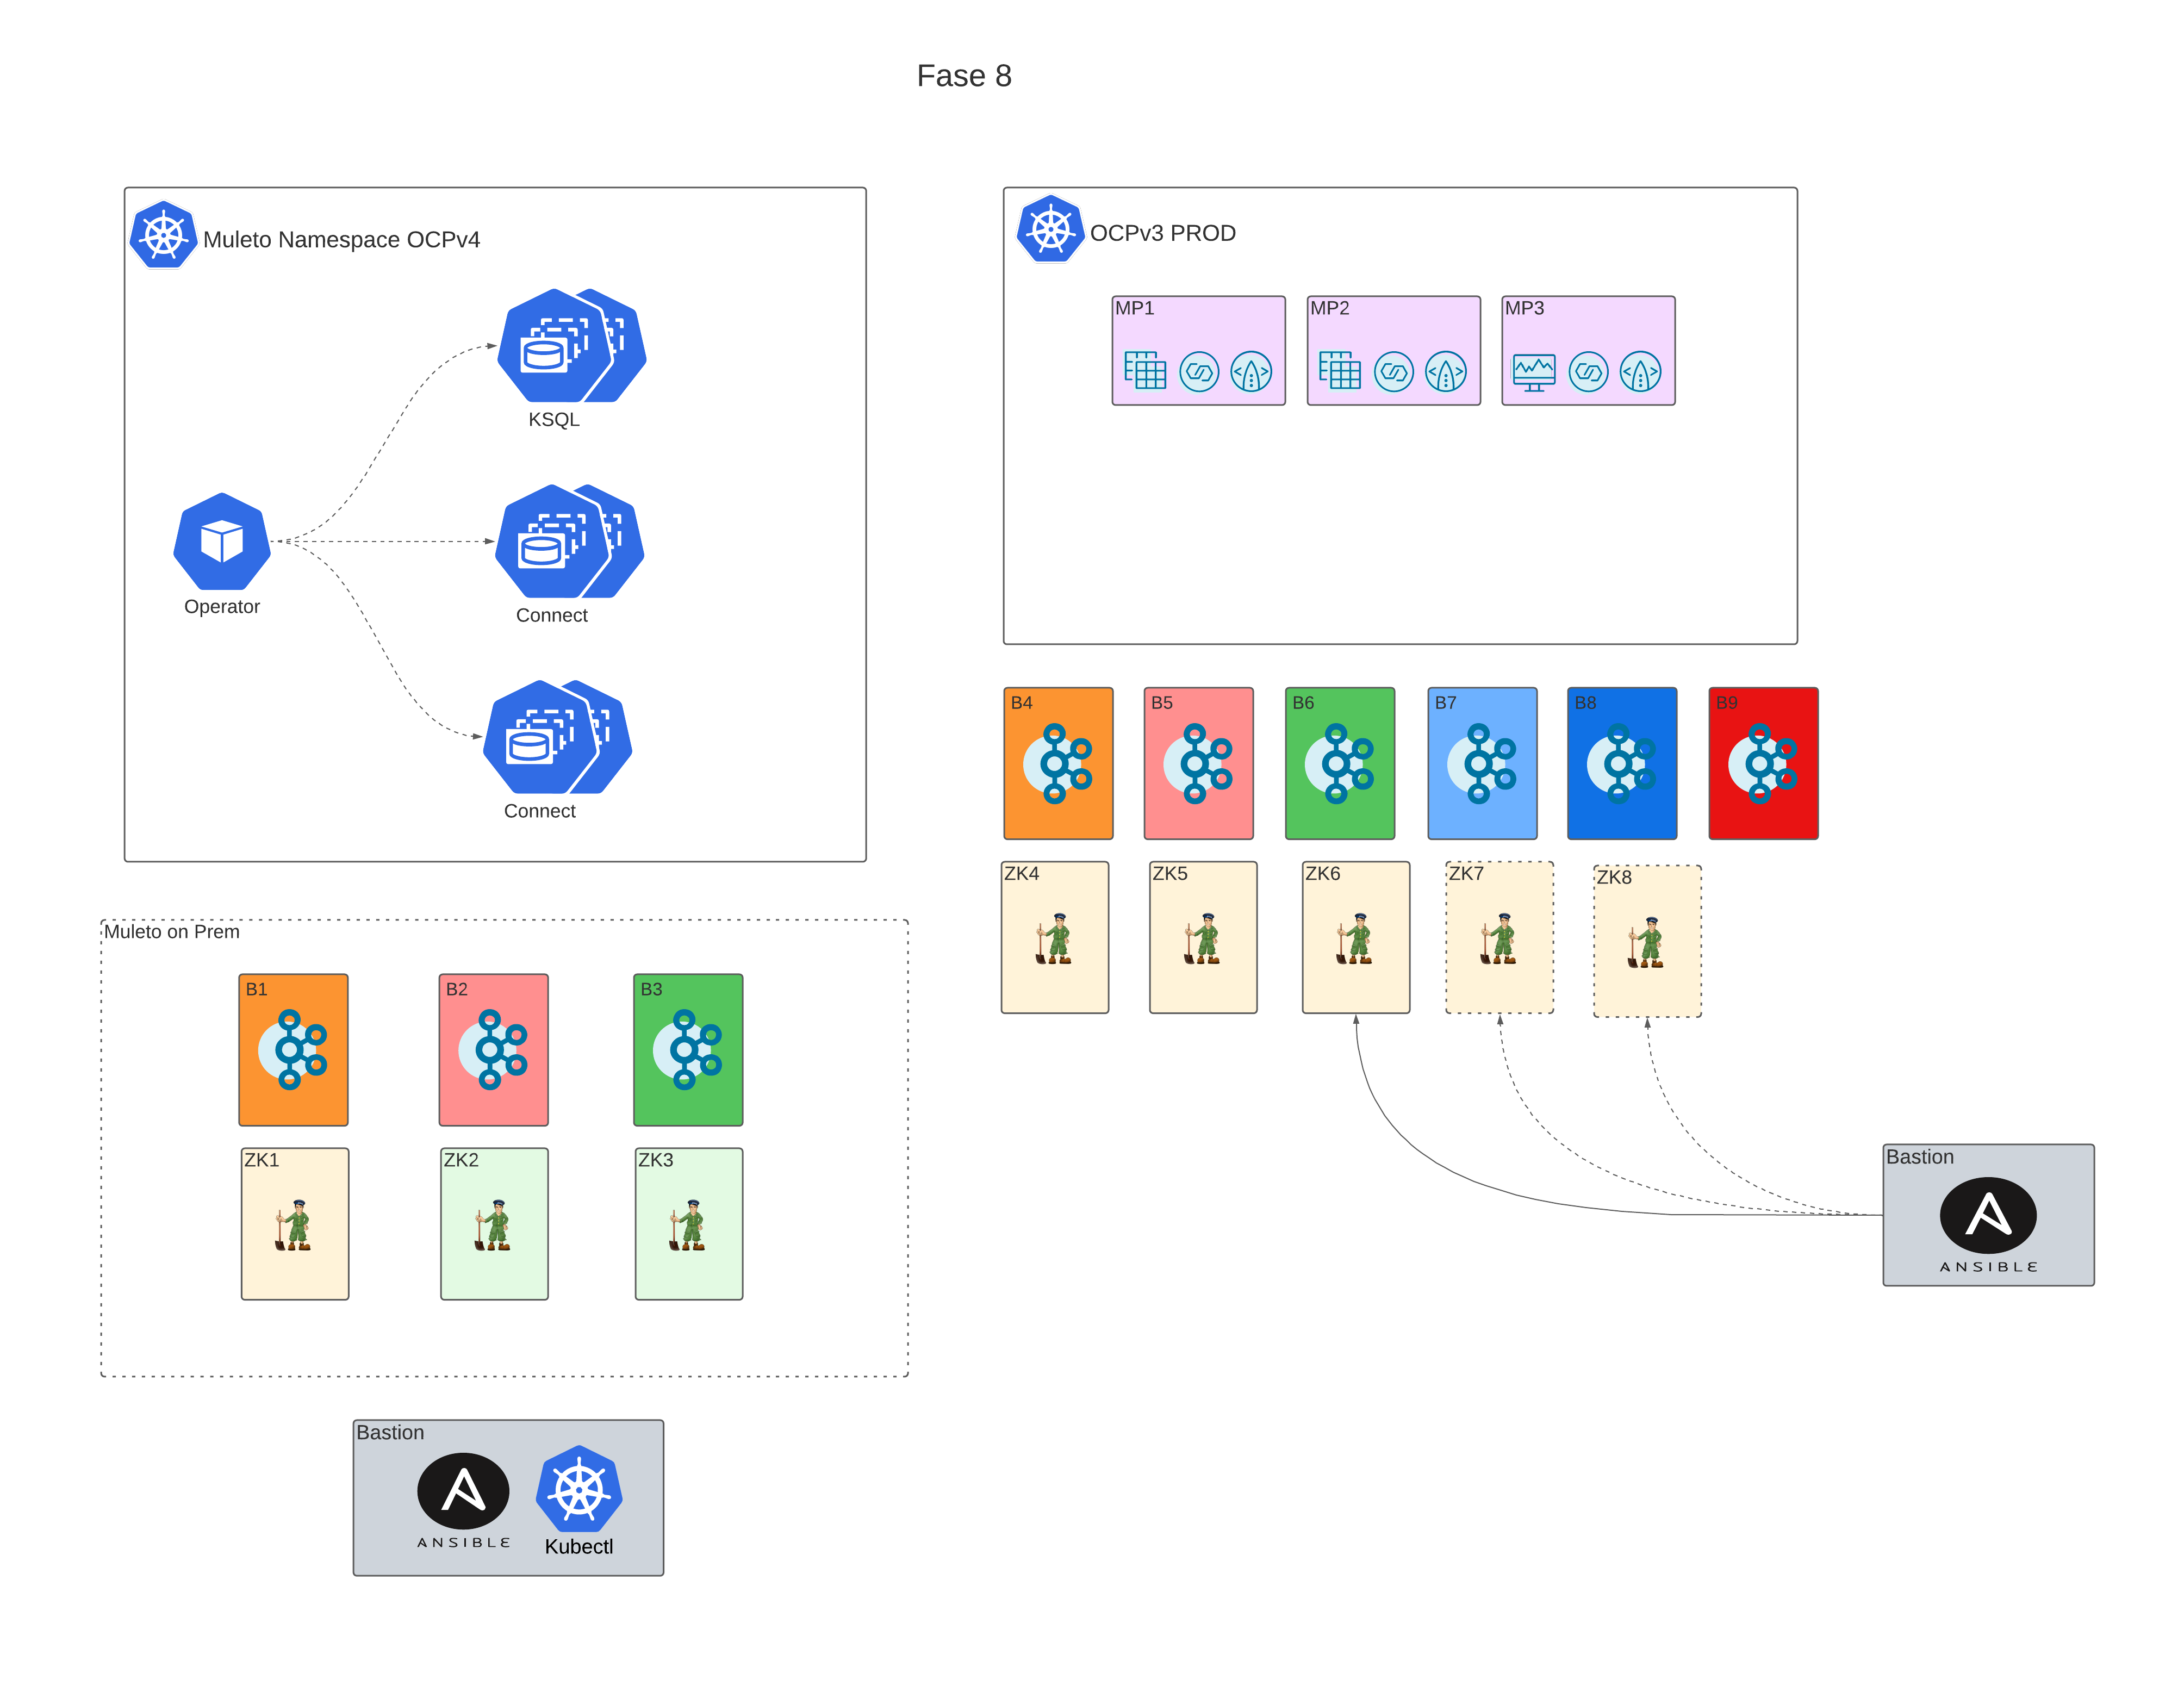 Fase 8
Muleto Namespace OCPv4
KSQL
Operator
Connect
Connect
OCPv3 PROD
MP1
MP2
MP3
B4
B5
B6
B7
B8
B9
ZK4
ZK5
ZK6
ZK7
ZK8
Muleto on Prem
B1
B2
B3
ZK1
ZK2
ZK3
Bastion
ANSIBLE
Bastion
ANSIBLE
Kubectl